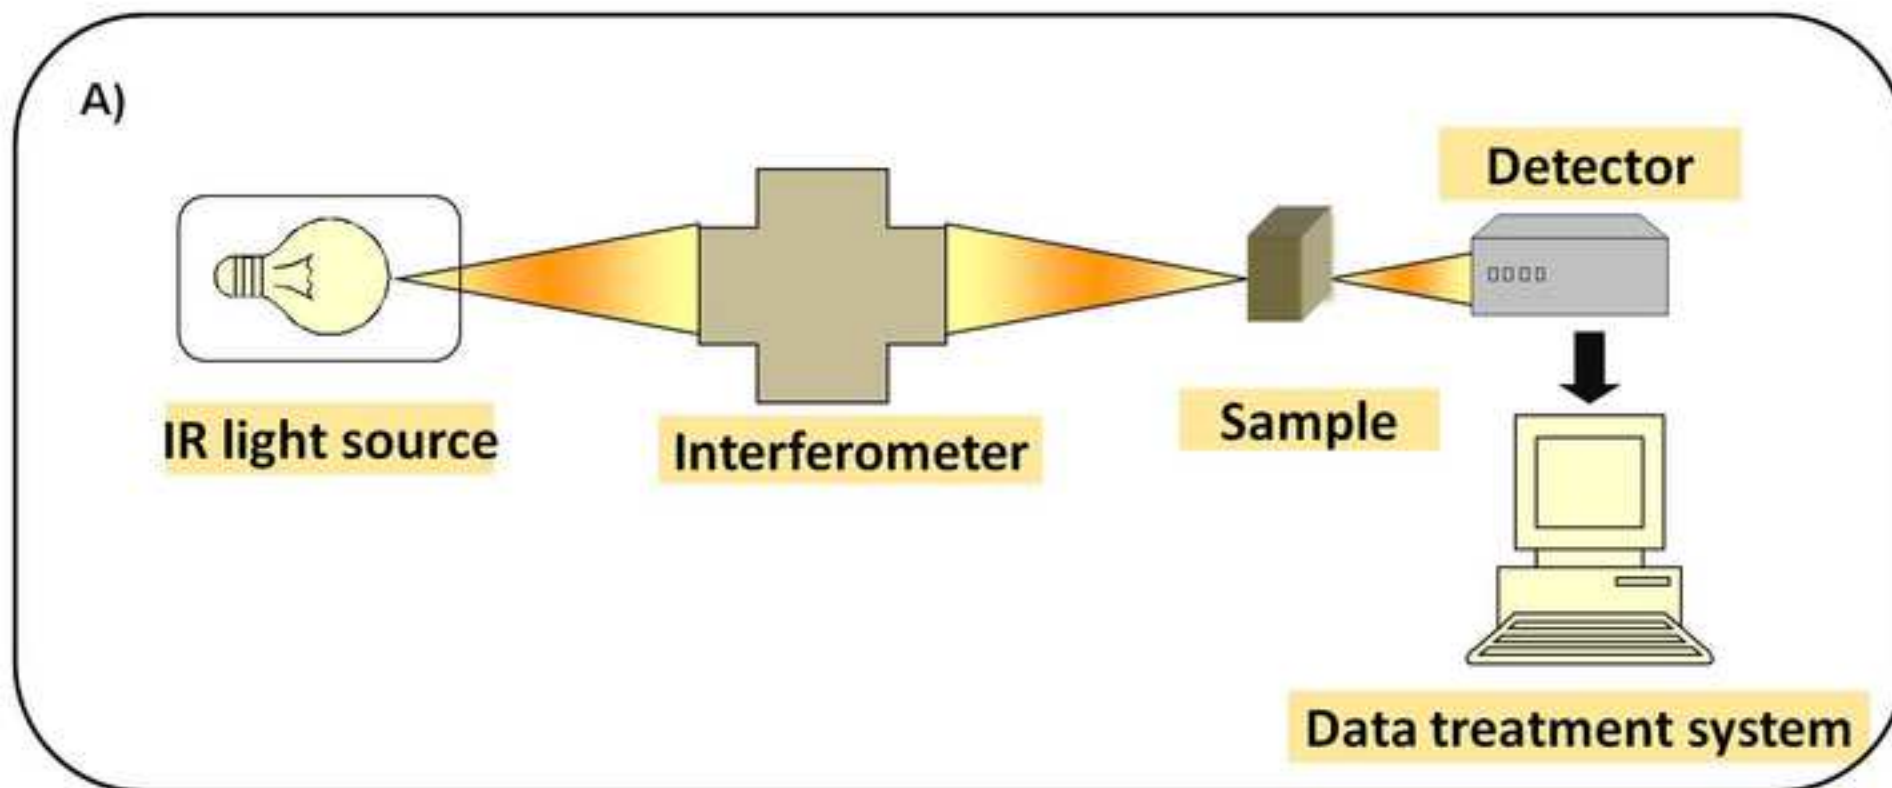 A)
Detector
IR light source
Interferometer
Sample
Data treatment system